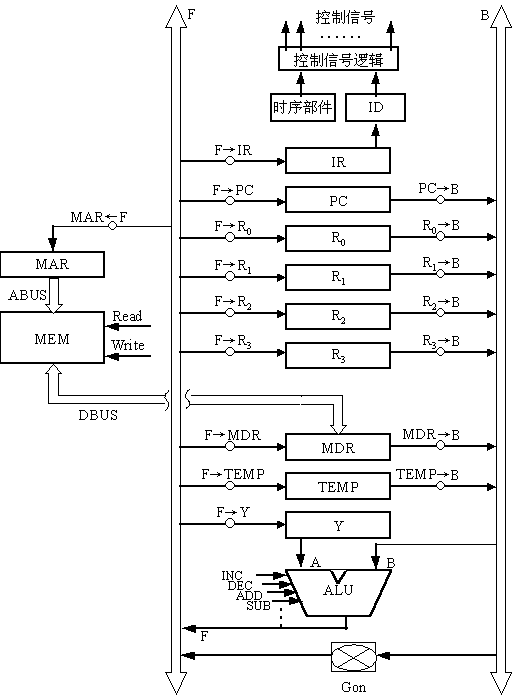 F 控制信号 B
......
控制信号逻辑
时序部件 ID
F→IR IR
F→PC PC PC→B
MAR←F F→R₀ R₀ R₀→B
MAR F→R₁ R₁ R₁→B
ABUS
MEM Read F→R₂ R₂ R₂→B
Write F→R₃ R₃ R₃→B
DBUS
F→MDR MDR MDR→B
F→TEMP TEMP TEMP→B
F→Y Y
A B
INC
DEC
ADD ALU
SUB
F
Gon